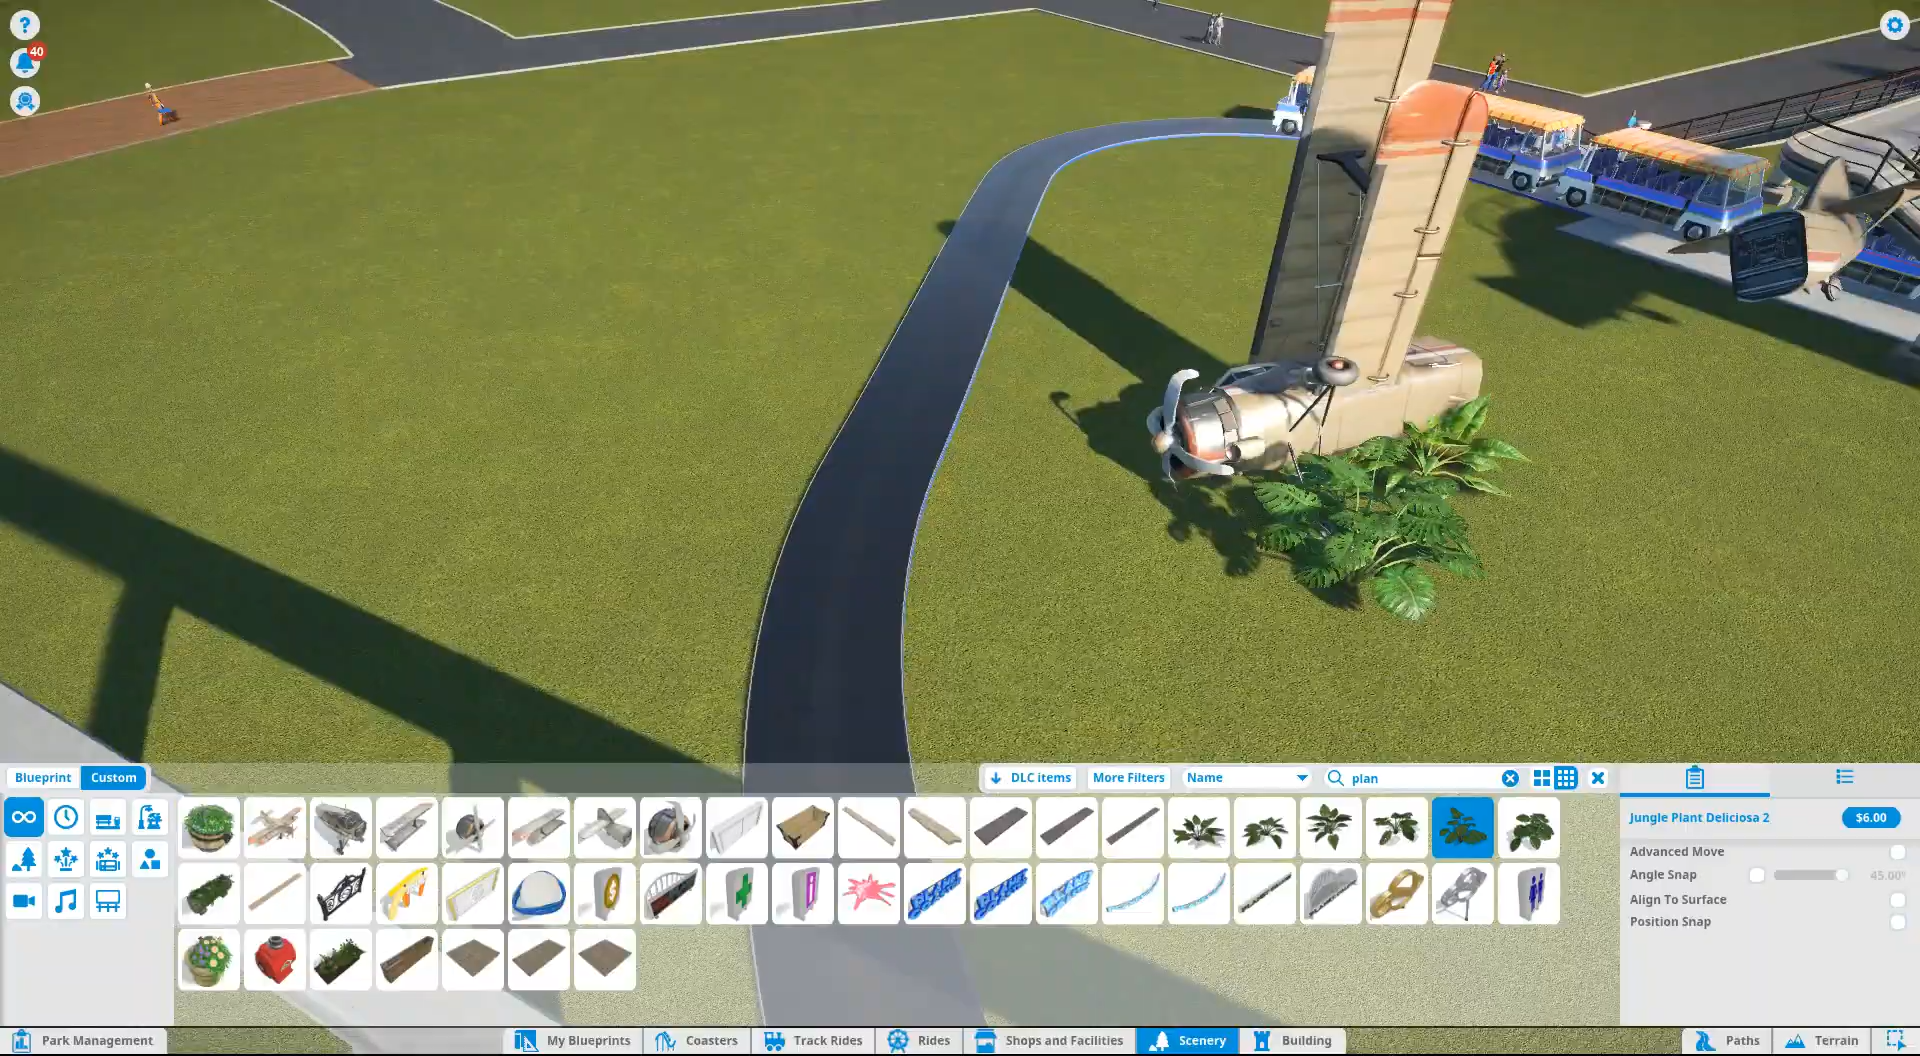 ?
40
Blueprint
Custom
DLC items
More Filters
Name
plan
Jungle Plant Deliciosa 2
$6.00
Advanced Move
Angle Snap
45.00°
Align To Surface
Position Snap
Park Management
My Blueprints
Coasters
Track Rides
Rides
Shops and Facilities
Scenery
Building
Paths
Terrain